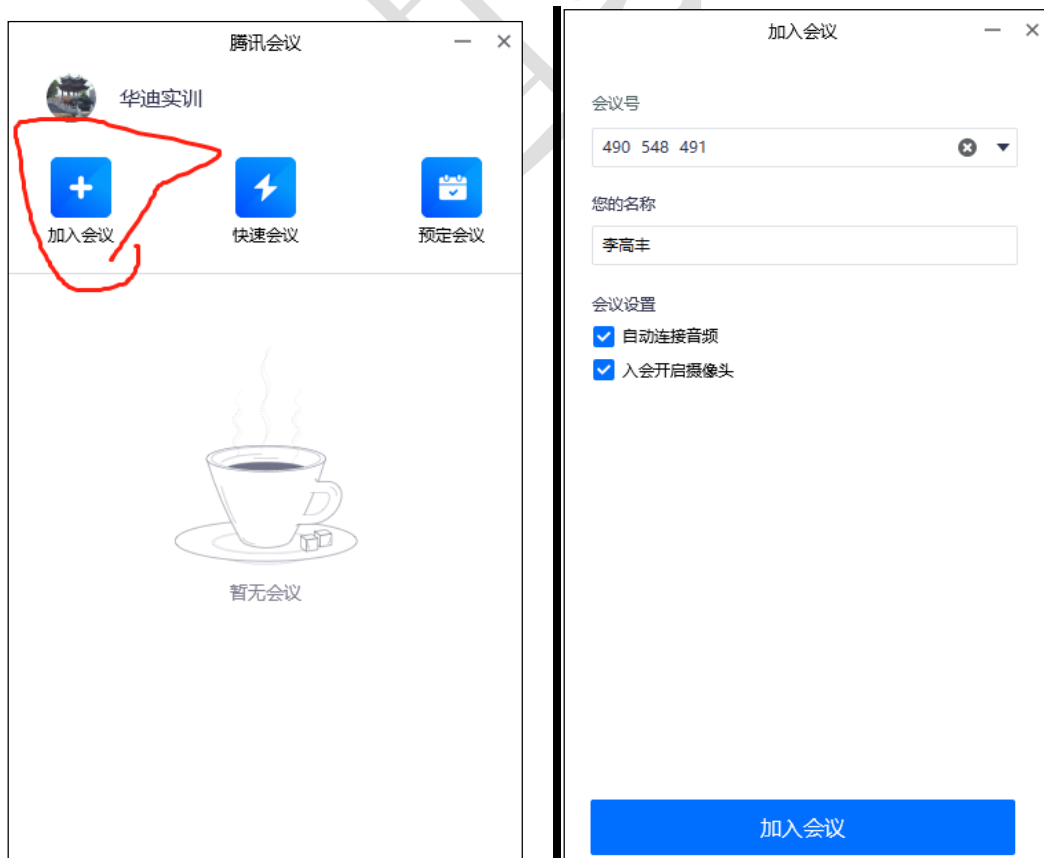 腾讯会议
华迪实训
加入会议
快速会议
预定会议
暂无会议
加入会议
会议号
490 548 491
您的名称
李高丰
会议设置
自动连接音频
入会开启摄像头
加入会议